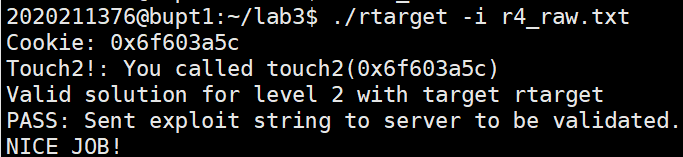 2020211376@bupt1:~/lab3$ ./rtarget -i r4_raw.txt
Cookie: 0x6f603a5c
Touch2!: You called touch2(0x6f603a5c)
Valid solution for level 2 with target rtarget
PASS: Sent exploit string to server to be validated.
NICE JOB!